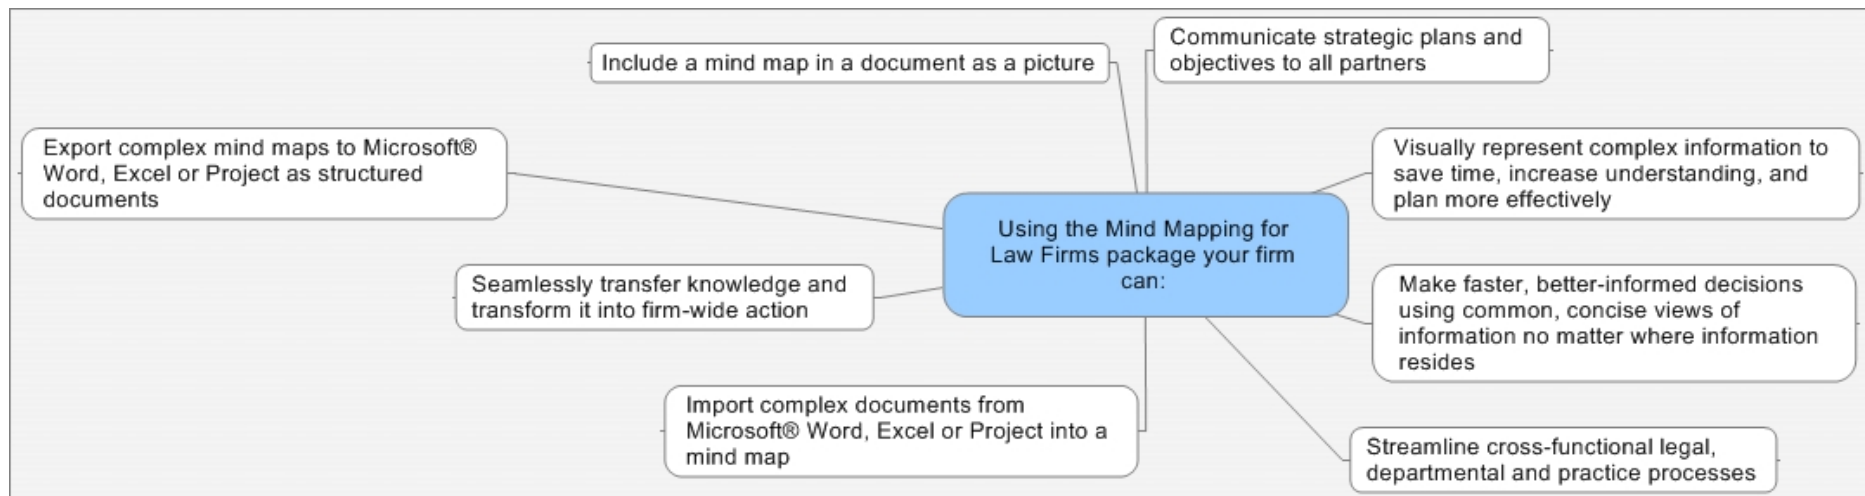 Using the Mind Mapping for
Law Firms package your firm
can:
Communicate strategic plans and
objectives to all partners
Visually represent complex information to
save time, increase understanding, and
plan more effectively
Make faster, better-informed decisions
using common, concise views of
information no matter where information
resides
Streamline cross-functional legal,
departmental and practice processes
Import complex documents from
Microsoft® Word, Excel or Project into a
mind map
Seamlessly transfer knowledge and
transform it into firm-wide action
Export complex mind maps to Microsoft®
Word, Excel or Project as structured
documents
Include a mind map in a document as a picture